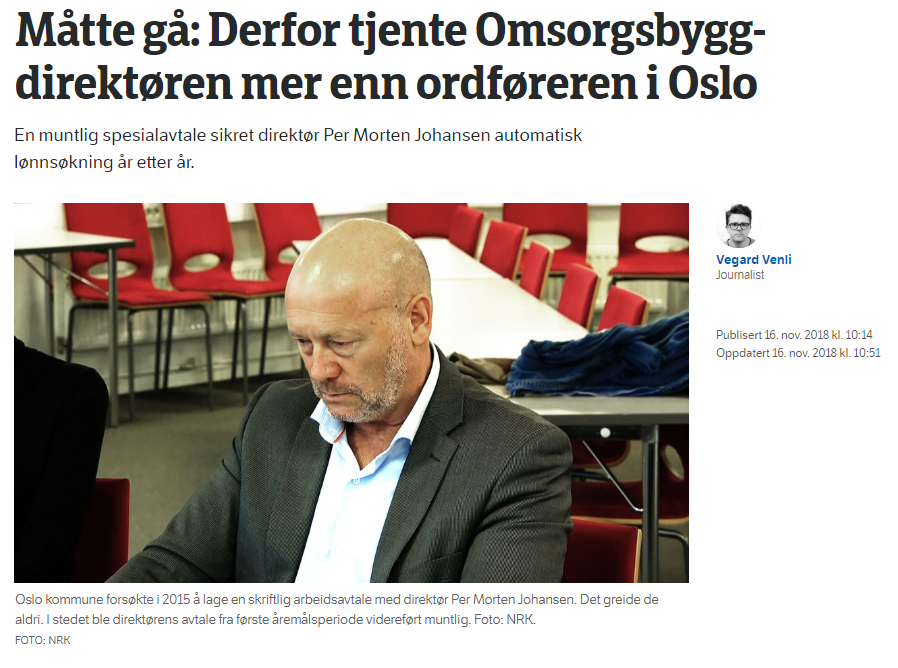 Måtte gå: Derfor tjente Omsorgsbygg-
direktøren mer enn ordføreren i Oslo
En muntlig spesialavtale sikret direktør Per Morten Johansen automatisk
lønnsøkning år etter år.
Vegard Venli
Journalist
Publisert 16. nov. 2018 kl. 10:14
Oppdatert 16. nov. 2018 kl. 10:51
Oslo kommune forsøkte i 2015 å lage en skriftlig arbeidsavtale med direktør Per Morten Johansen. Det greide de
aldri. I stedet ble direktørens avtale fra første åremålsperiode videreført muntlig. Foto: NRK.
FOTO: NRK